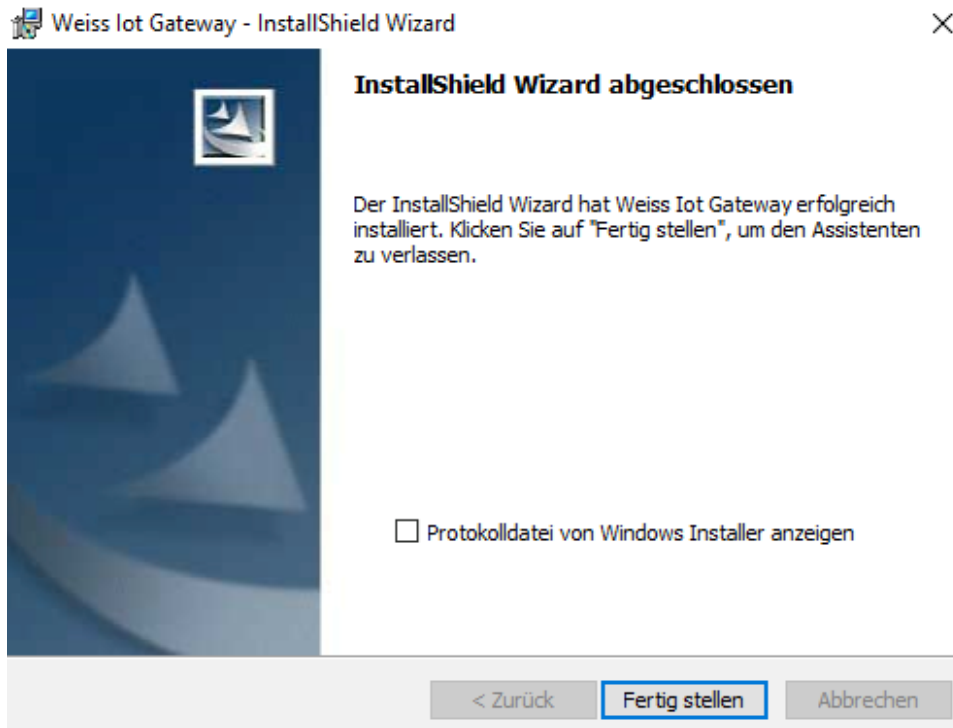 Weiss Iot Gateway - InstallShield Wizard
InstallShield Wizard abgeschlossen
Der InstallShield Wizard hat Weiss Iot Gateway erfolgreich
installiert. Klicken Sie auf "Fertig stellen", um den Assistenten
zu verlassen.
Protokolldatei von Windows Installer anzeigen
< Zurück Fertig stellen Abbrechen